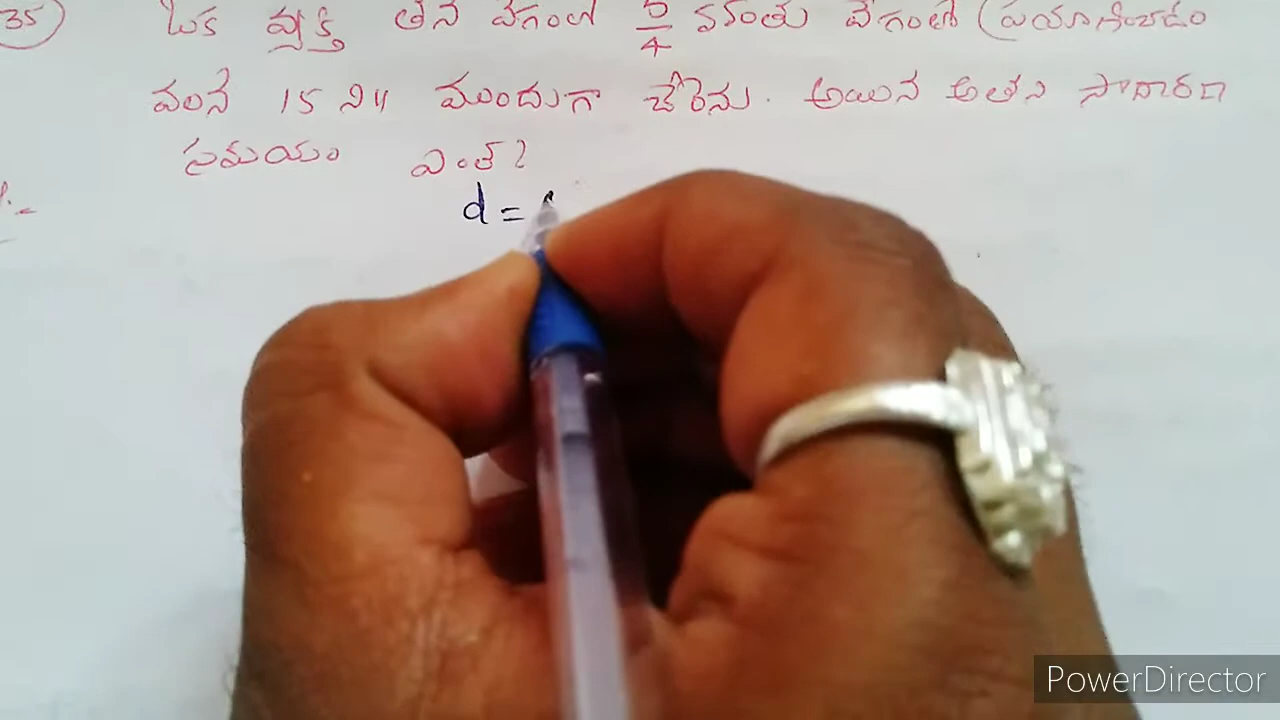 35) ఒక వ్యక్తి తన వేగంలో 5/4 వంతు వేగంతో ప్రయాణించడం
వలన 15 ని॥ ముందుగా చేరెను. అయిన అతని సాదారణ
సమయం ఎంత?
d =
PowerDirector